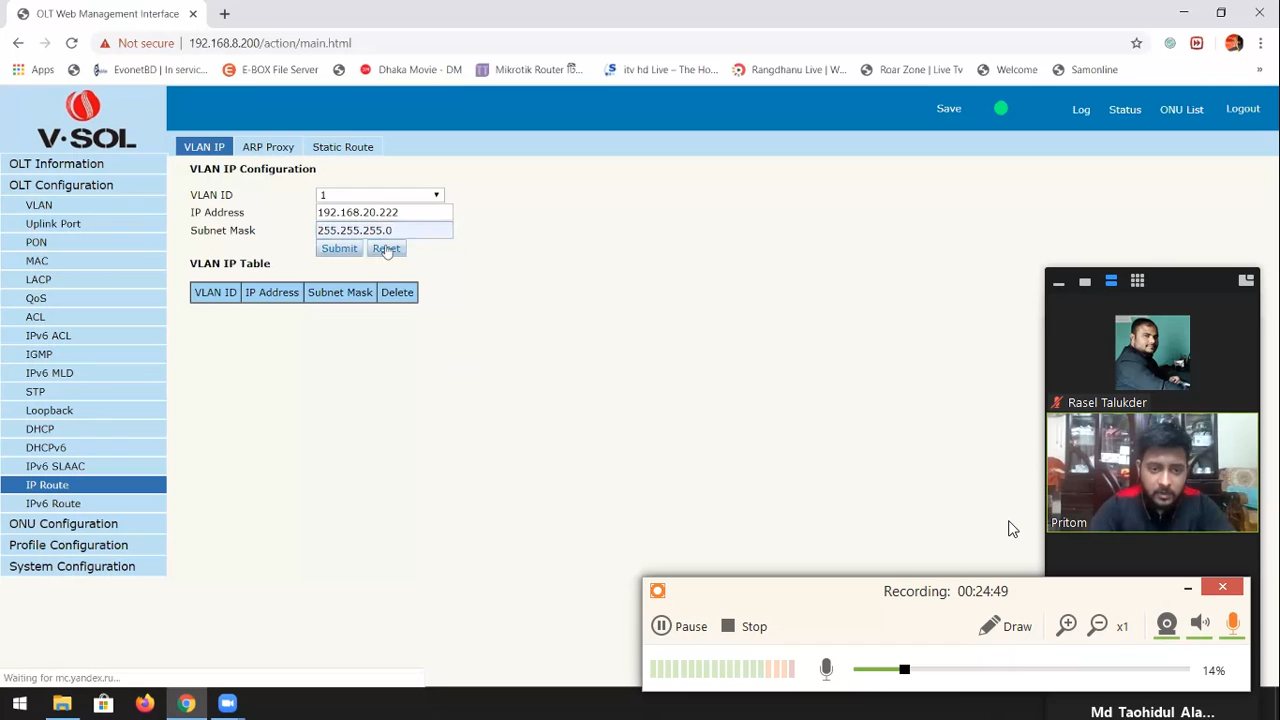 OLT Web Management Interface
Not secure
192.168.8.200/action/main.html
Apps
EvonetBD | In servic...
E-BOX File Server
Dhaka Movie - DM
Mikrotik Router
itv hd Live – The Ho...
Rangdhanu Live | W...
Roar Zone | Live Tv
Welcome
Samonline
»
V·SOL
Save
Log
Status
ONU List
Logout
VLAN IP
ARP Proxy
Static Route
OLT Information
OLT Configuration
VLAN
Uplink Port
PON
MAC
LACP
QoS
ACL
IPv6 ACL
IGMP
IPv6 MLD
STP
Loopback
DHCP
DHCPv6
IPv6 SLAAC
IP Route
IPv6 Route
ONU Configuration
Profile Configuration
System Configuration
VLAN IP Configuration
VLAN ID 1
IP Address 192.168.20.222
Subnet Mask 255.255.255.0
Submit Reset
VLAN IP Table
VLAN ID IP Address Subnet Mask Delete
Rasel Talukder
Pritom
Recording: 00:24:49
Pause Stop Draw x1
14%
Waiting for mc.yandex.ru...
Md Taohidul Ala...